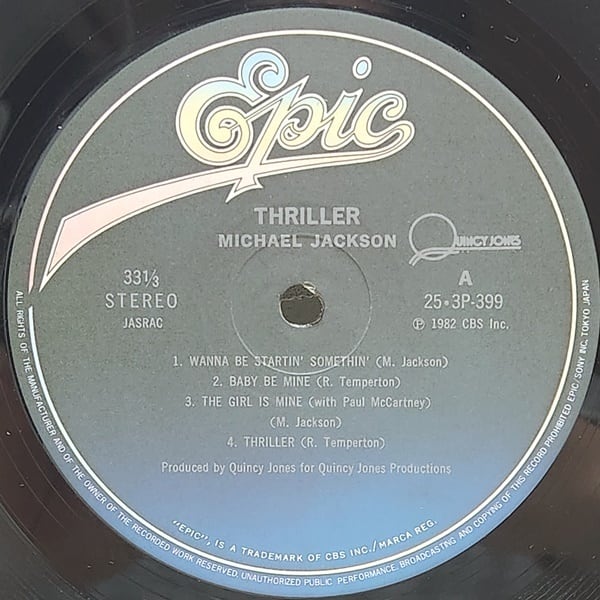 Epic
THRILLER
MICHAEL JACKSON
QUINCY JONES
33 1/3
STEREO
JASRAC
A
25・3P-399
℗ 1982 CBS Inc.
1. WANNA BE STARTIN' SOMETHIN' (M. Jackson)
2. BABY BE MINE (R. Temperton)
3. THE GIRL IS MINE (with Paul McCartney)
(M. Jackson)
4. THRILLER (R. Temperton)
Produced by Quincy Jones for Quincy Jones Productions
"EPIC", IS A TRADEMARK OF CBS INC./MARCA REG.
ALL RIGHTS OF THE MANUFACTURER AND OF THE OWNER OF THE RECORDED WORK RESERVED. UNAUTHORIZED PUBLIC PERFORMANCE, BROADCASTING AND COPYING OF THIS RECORD PROHIBITED EPIC/SONY INC. TOKYO JAPAN